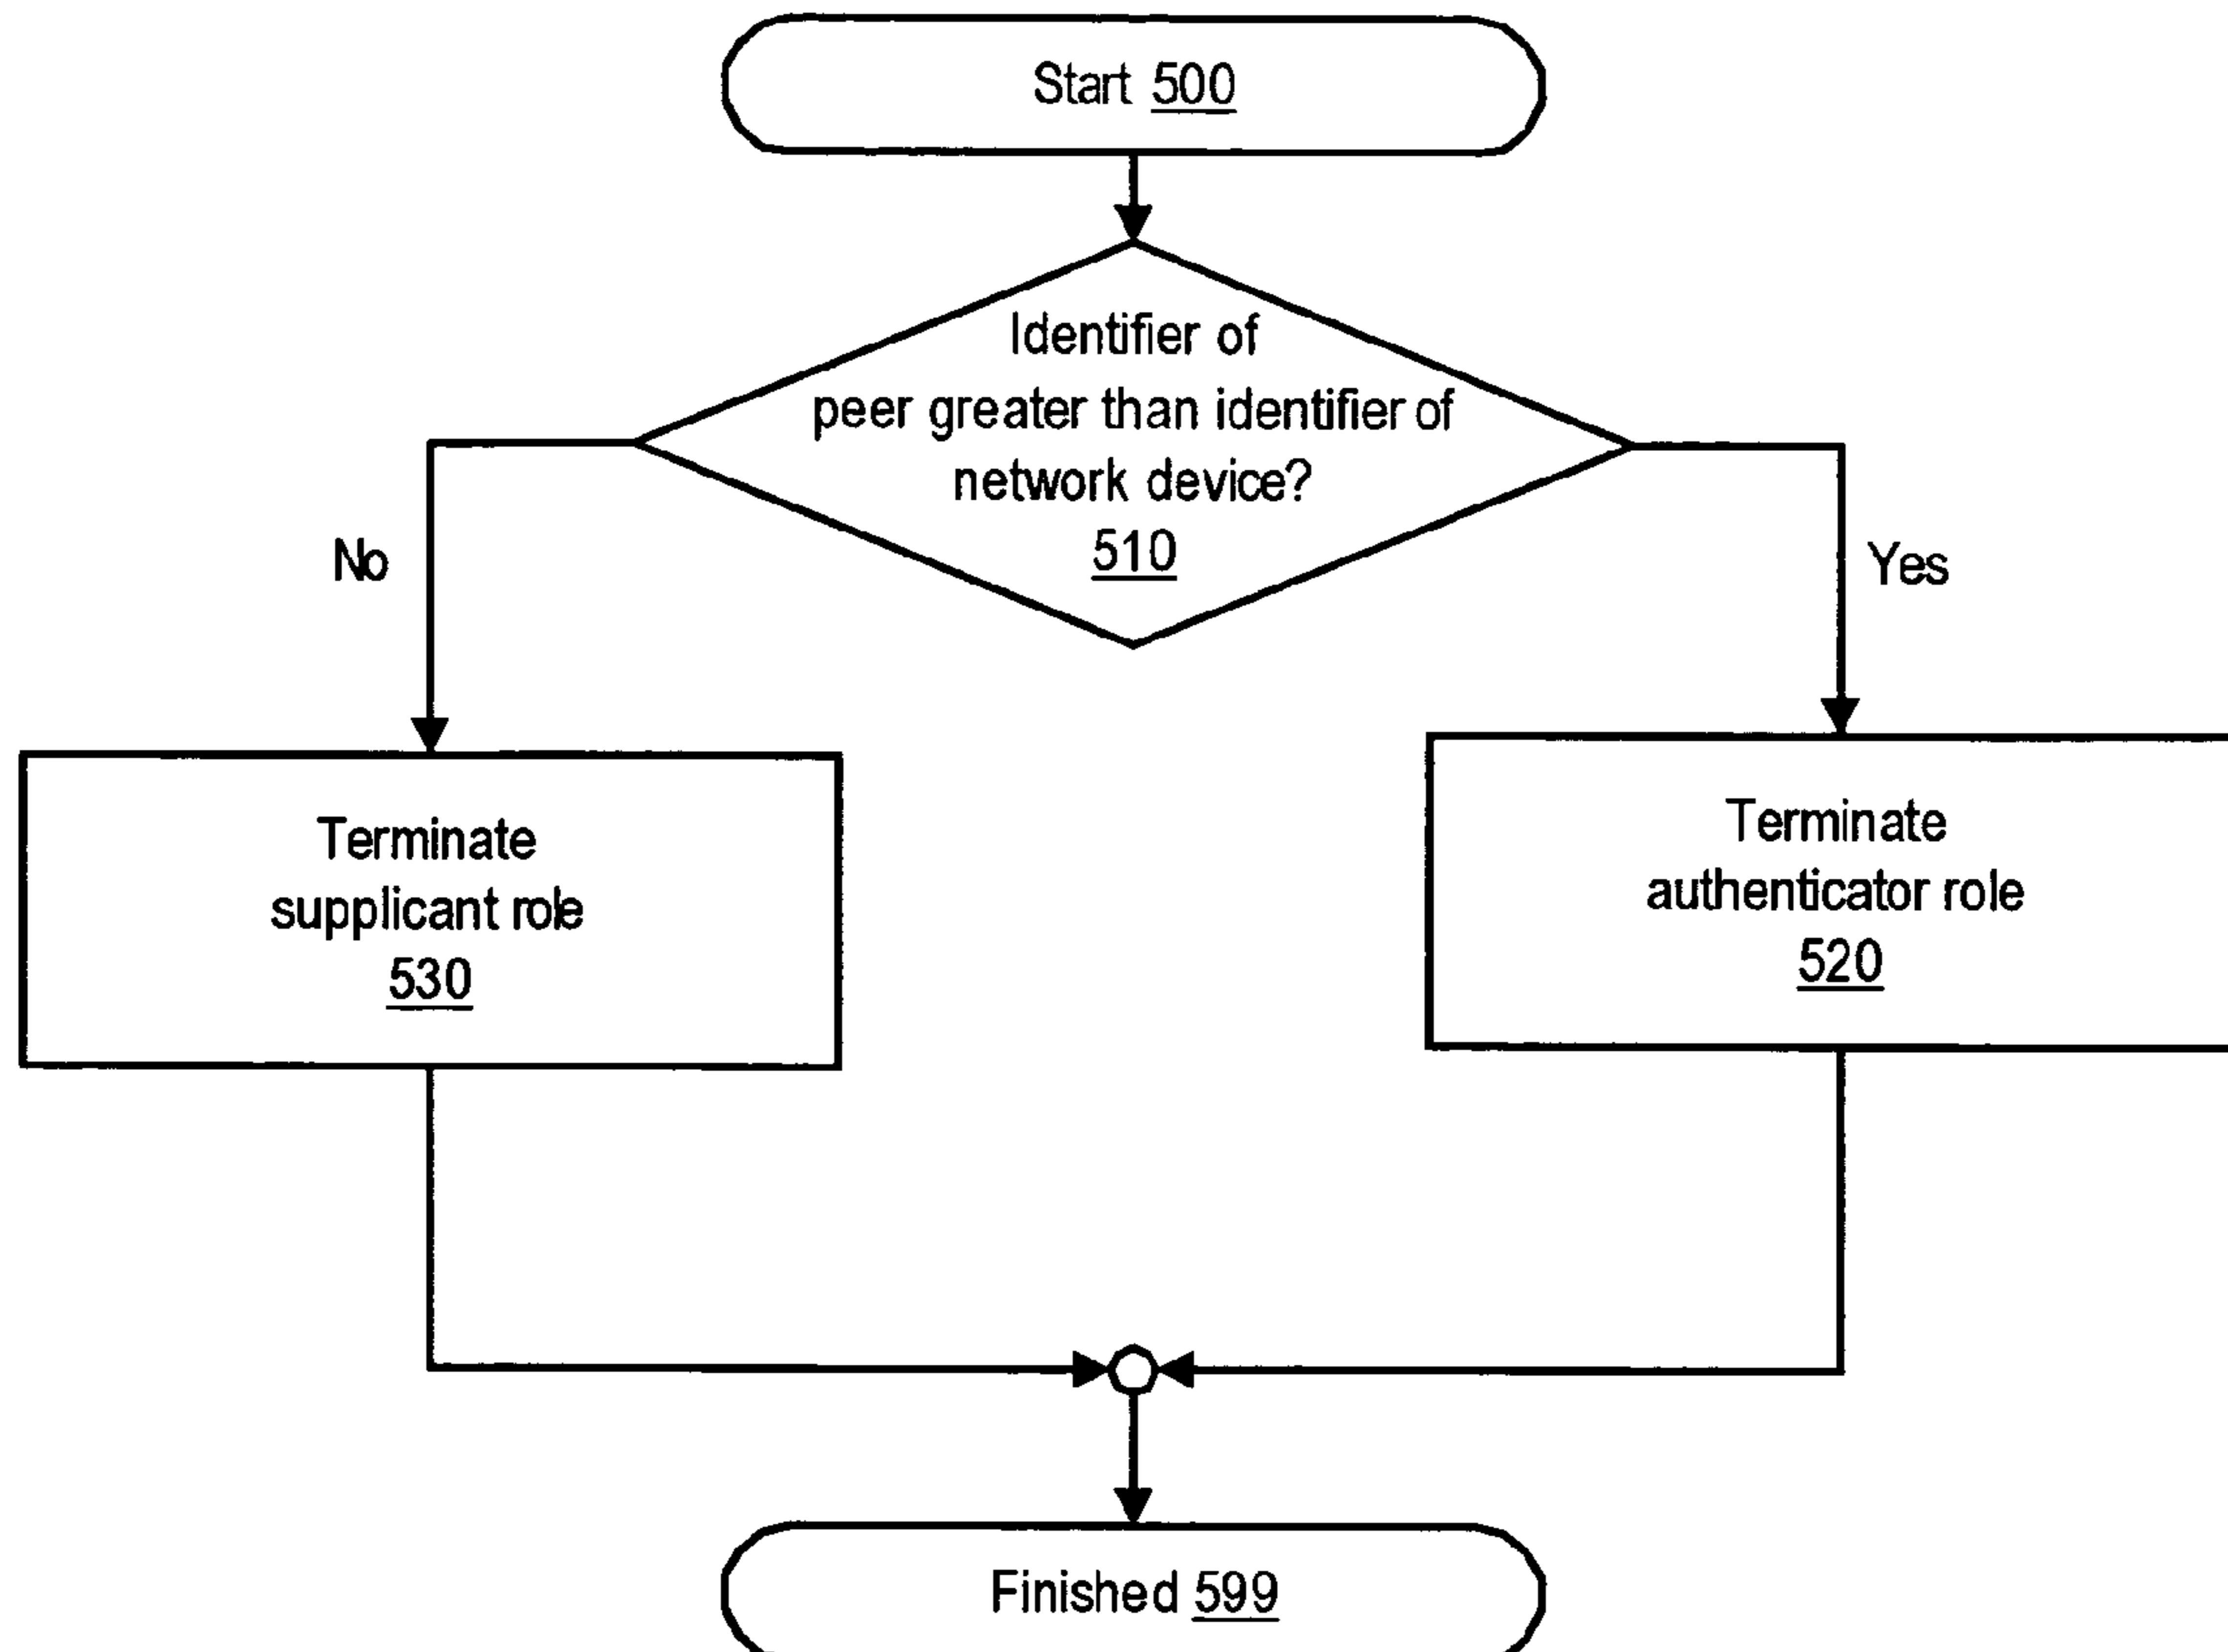 Start 500
Identifier of
peer greater than identifier of
network device?
510
No
Yes
Terminate
supplicant role
530
Terminate
authenticator role
520
Finished 599